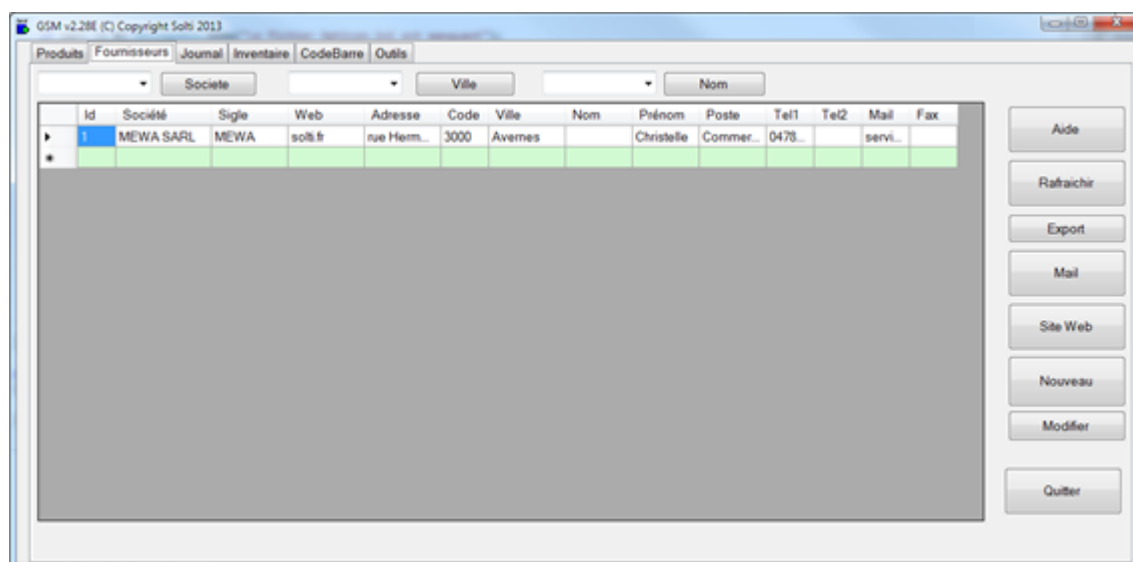 GSM v2.28E (C) Copyright Solti 2013
Produits Fournisseurs Journal Inventaire CodeBarre Outils
Societe Ville Nom
Id Société Sigle Web Adresse Code Ville Nom Prénom Poste Tel1 Tel2 Mail Fax
1 MEWA SARL MEWA solti.fr rue Herm... 3000 Avernes Christelle Commer... 0478... servi...
Aide
Rafraichir
Export
Mail
Site Web
Nouveau
Modifier
Quitter